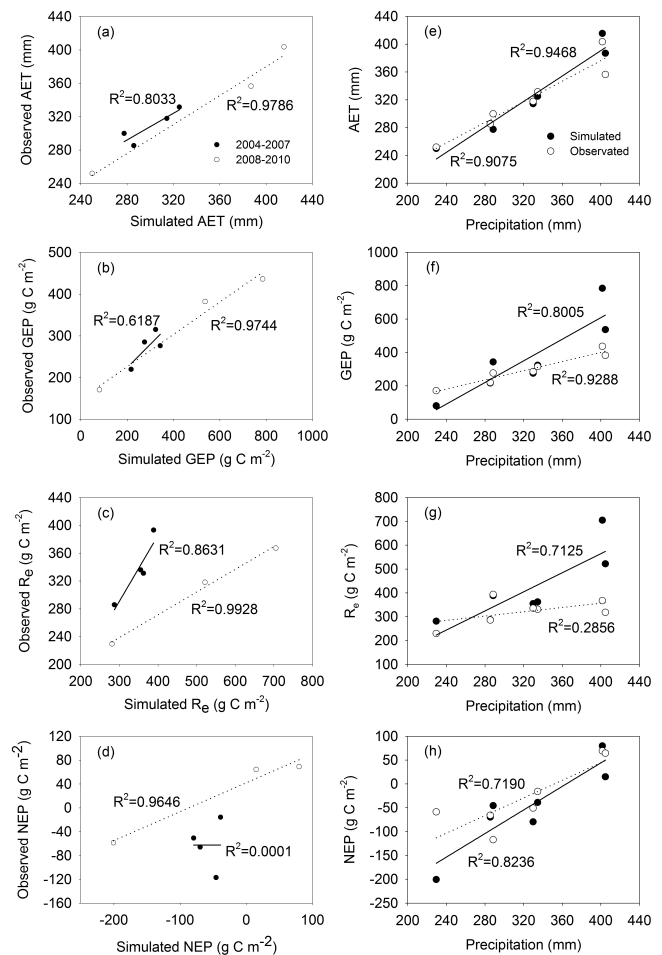 (a)
Observed AET (mm)
440
400
360
320
280
240
R²=0.8033
R²=0.9786
2004-2007
2008-2010
240 280 320 360 400 440
Simulated AET (mm)
(e)
AET (mm)
440
400
360
320
280
240
200
R²=0.9468
R²=0.9075
Simulated
Observated
200 240 280 320 360 400 440
Precipitation (mm)
(b)
Observed GEP (g C m⁻²)
500
400
300
200
100
R²=0.6187
R²=0.9744
0 200 400 600 800 1000
Simulated GEP (g C m⁻²)
(f)
GEP (g C m⁻²)
1000
800
600
400
200
0
R²=0.8005
R²=0.9288
200 240 280 320 360 400 440
Precipitation (mm)
(c)
Observed Re (g C m⁻²)
440
400
360
320
280
240
200
R²=0.8631
R²=0.9928
200 300 400 500 600 700 800
Simulated Re (g C m⁻²)
(g)
Re (g C m⁻²)
800
700
600
500
400
300
200
100
R²=0.7125
R²=0.2856
200 240 280 320 360 400 440
Precipitation (mm)
(d)
Observed NEP (g C m⁻²)
120
80
40
0
-40
-80
-120
-160
R²=0.9646
R²=0.0001
-200 -100 0 100
Simulated NEP (g C m⁻²)
(h)
NEP (g C m⁻²)
100
50
0
-50
-100
-150
-200
-250
R²=0.7190
R²=0.8236
200 240 280 320 360 400 440
Precipitation (mm)